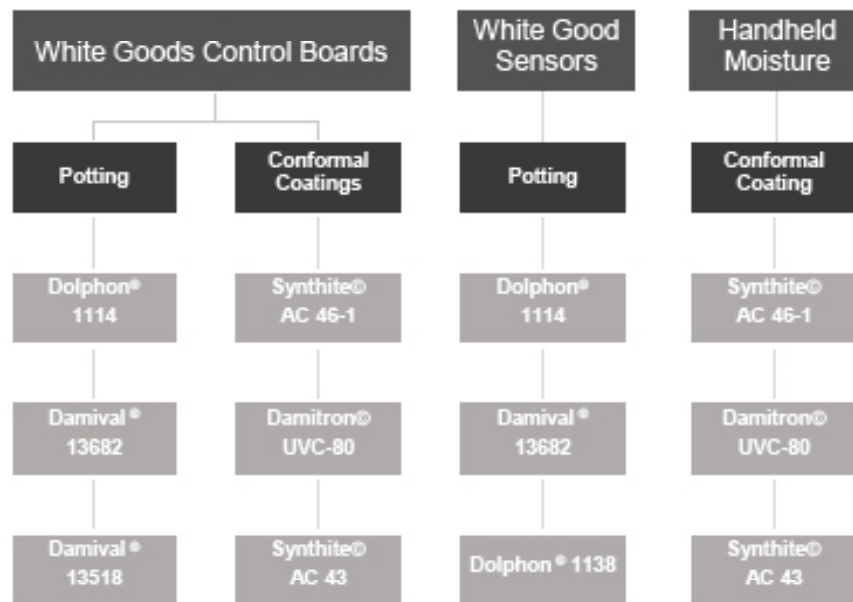 White Goods Control Boards
White Good
Sensors
Handheld
Moisture
Potting
Conformal
Coatings
Potting
Conformal
Coating
Dolphon®
1114
Synthite©
AC 46-1
Dolphon®
1114
Synthite©
AC 46-1
Damival ®
13682
Damitron©
UVC-80
Damival ®
13682
Damitron©
UVC-80
Damival ®
13518
Synthite©
AC 43
Dolphon ® 1138
Synthite©
AC 43